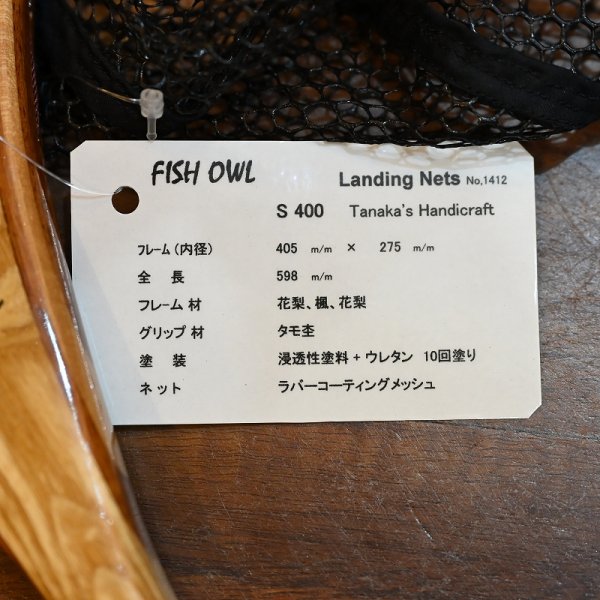 FISH OWL
Landing Nets No,1412
S 400 Tanaka's Handicraft
フレーム(内径) 405 m/m × 275 m/m
全 長 598 m/m
フレーム 材 花梨、楓、花梨
グリップ 材 タモ杢
塗 装 浸透性塗料 + ウレタン 10回塗り
ネット ラバーコーティングメッシュ